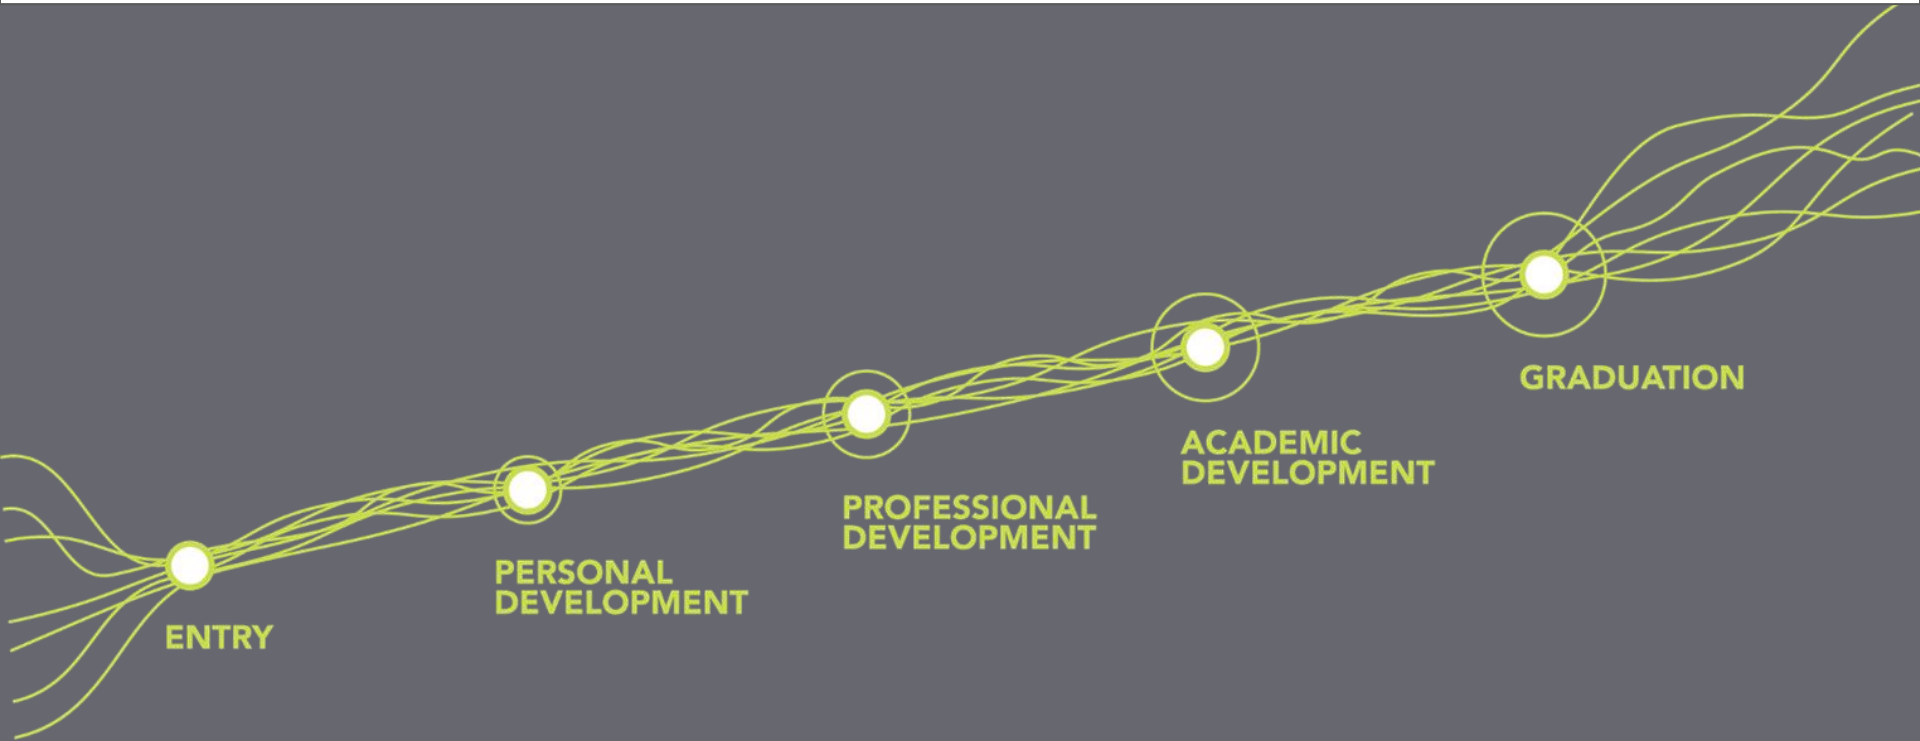 ENTRY
PERSONAL
DEVELOPMENT
PROFESSIONAL
DEVELOPMENT
ACADEMIC
DEVELOPMENT
GRADUATION